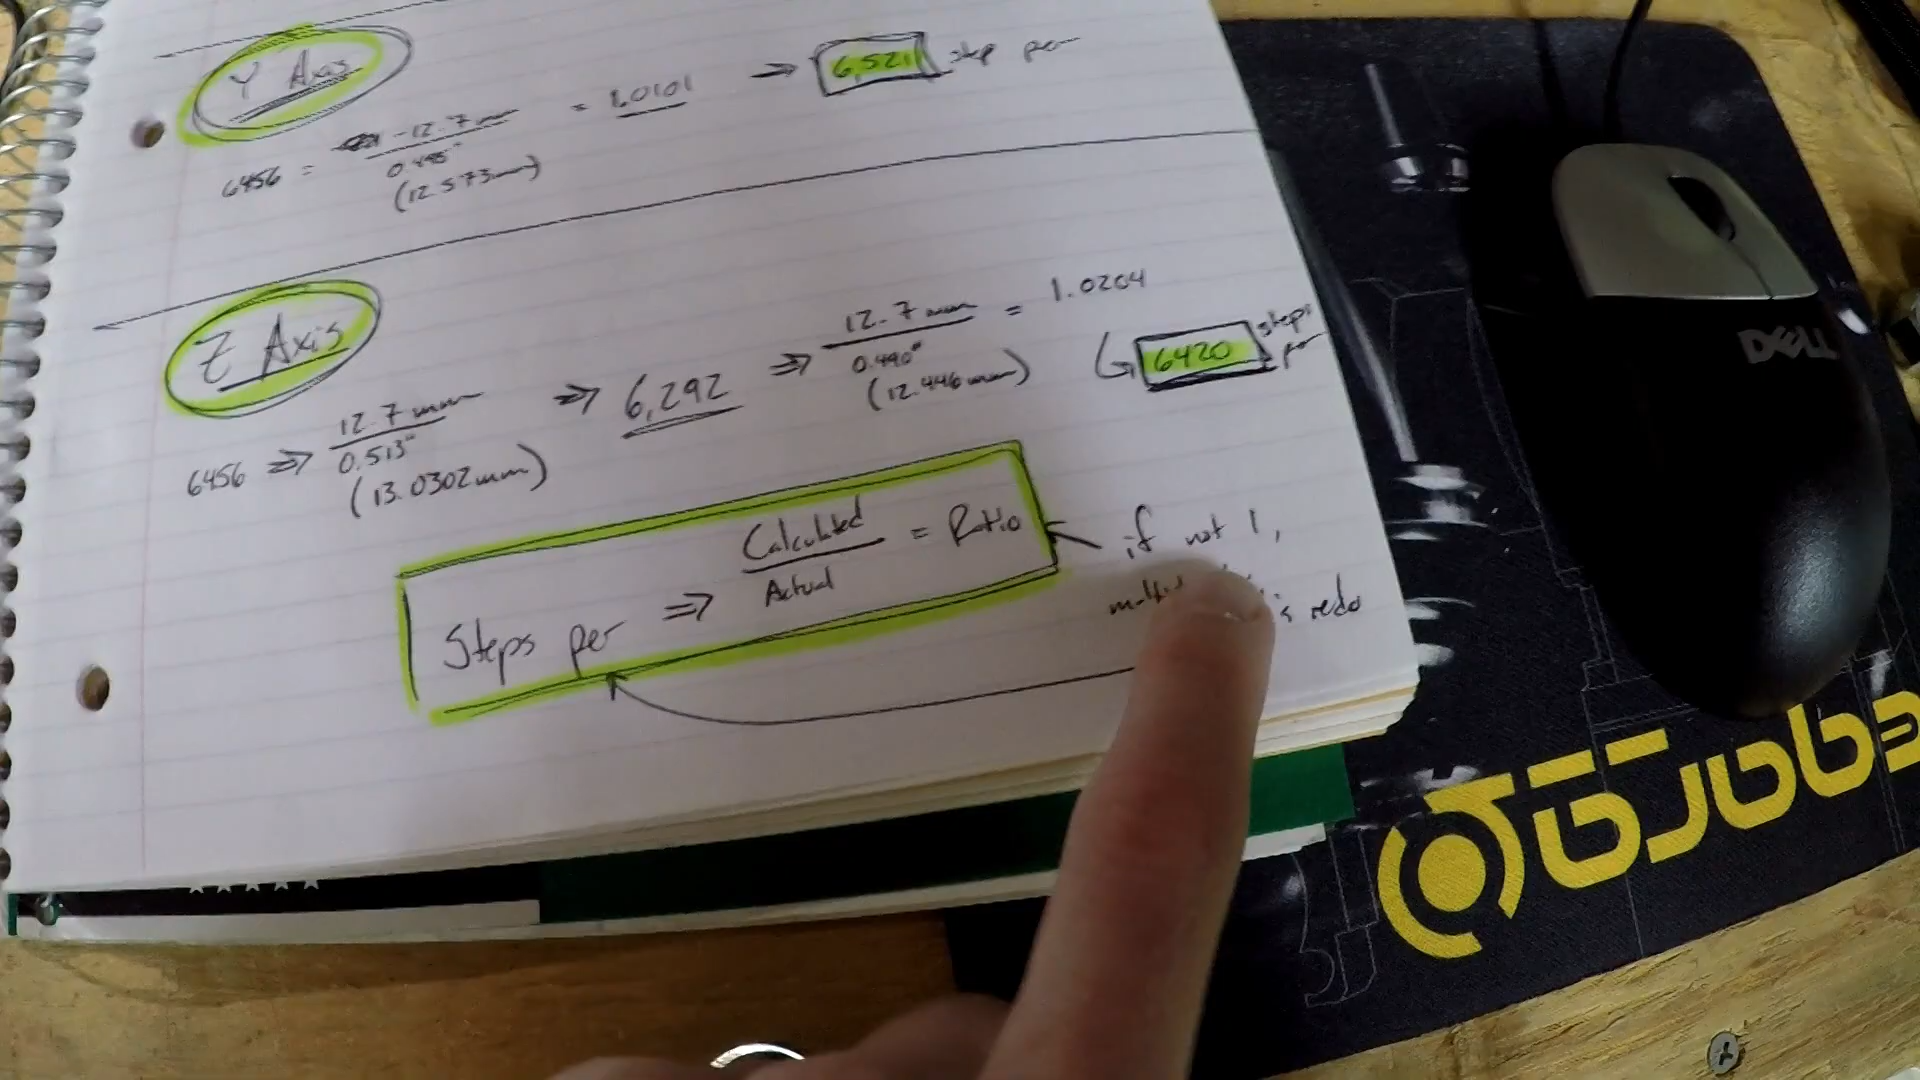 Y Axis
6456 = -12.7mm / 0.495" (12.573mm) = 1.0101 => 6,521 step per
Z Axis
6456 => 12.7mm / 0.513" (13.0302mm) => 6,292 => 12.7mm / 0.490" (12.446mm) = 1.0204
6420 steps per
Steps per => Calculated / Actual = Ratio
if not 1,
redo
DELL